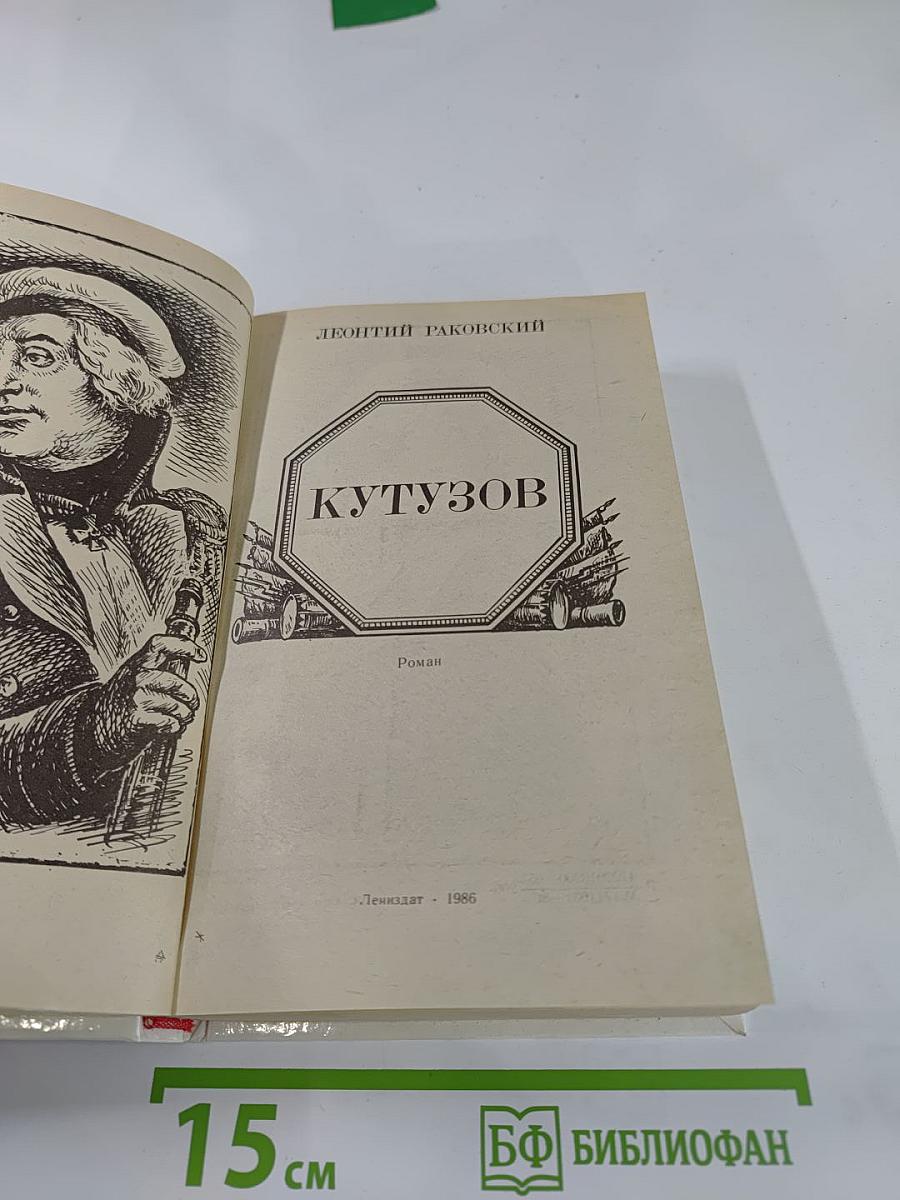 ЛЕОНТИЙ РАКОВСКИЙ
КУТУЗОВ
Роман
Лениздат · 1986
15 см
БФ БИБЛИОФАН